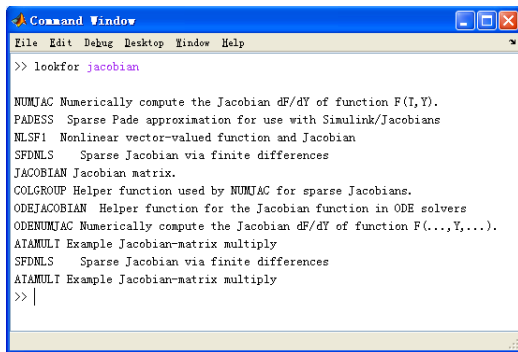 Command Window
File Edit Debug Desktop Window Help
>> lookfor jacobian
NUMJAC Numerically compute the Jacobian dF/dY of function F(T,Y).
PADESS Sparse Pade approximation for use with Simulink/Jacobians
NLSF1 Nonlinear vector-valued function and Jacobian
SFDNLS Sparse Jacobian via finite differences
JACOBIAN Jacobian matrix.
COLGROUP Helper function used by NUMJAC for sparse Jacobians.
ODEJACOBIAN Helper function for the Jacobian function in ODE solvers
ODENUMJAC Numerically compute the Jacobian dF/dY of function F(...,Y,...).
ATAMULT Example Jacobian-matrix multiply
SFDNLS Sparse Jacobian via finite differences
ATAMULT Example Jacobian-matrix multiply
>>